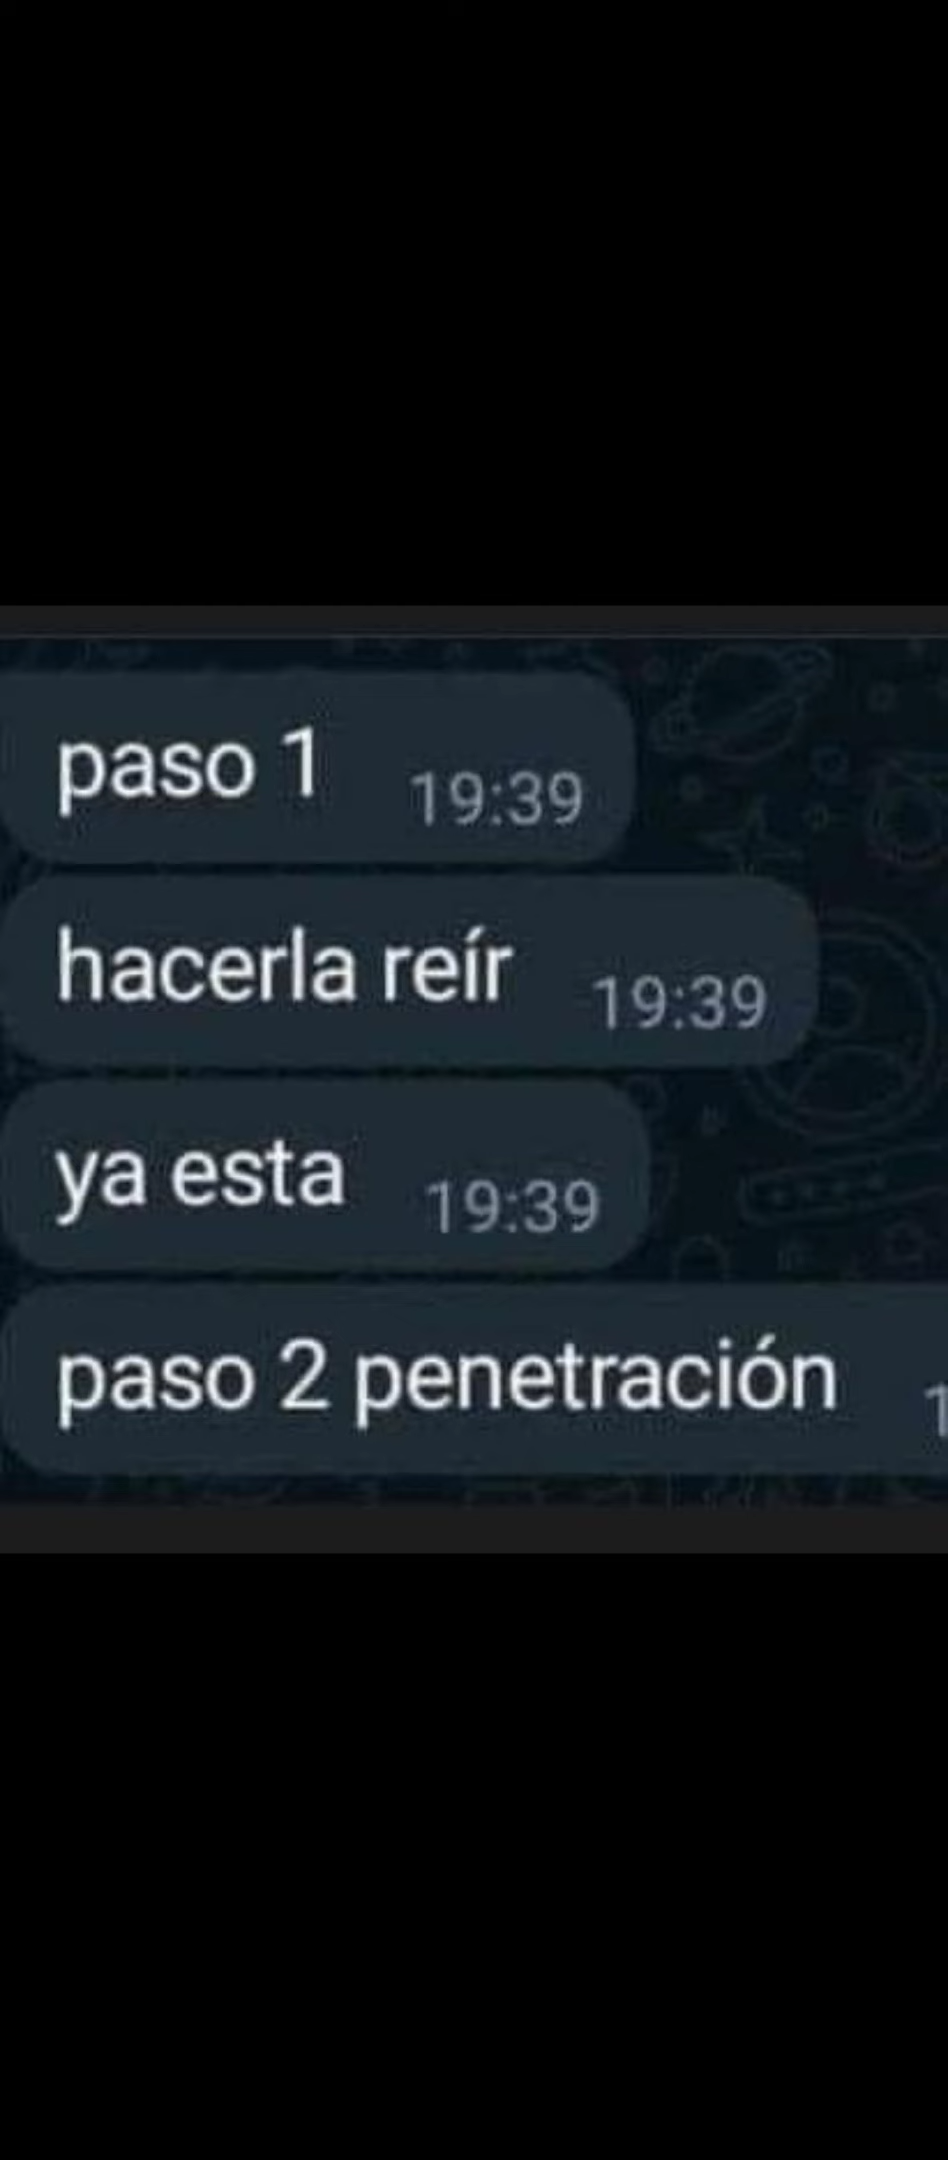 paso 1 19:39
hacerla reír 19:39
ya esta 19:39
paso 2 penetración